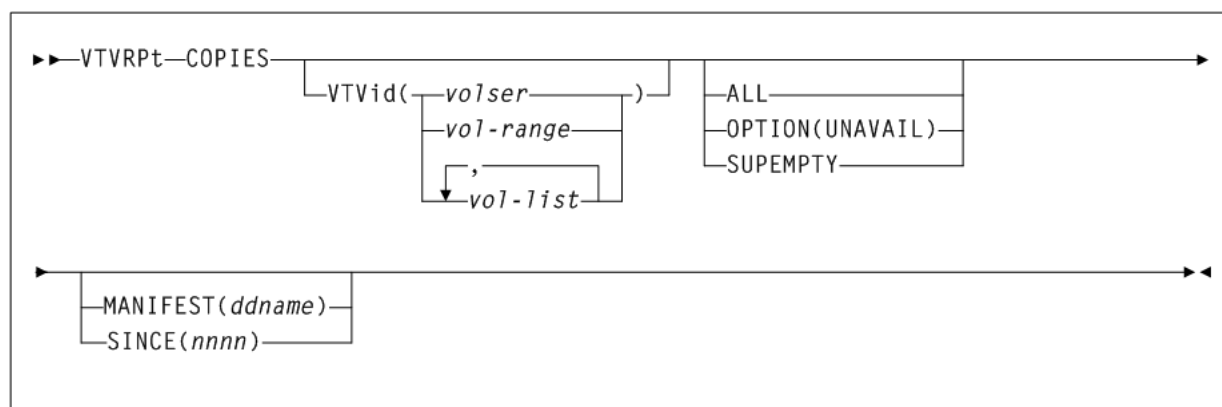 VTVRPt COPIES
VTVid( volser ) ALL
vol-range OPTION(UNAVAIL)
, SUPEMPTY
vol-list
MANIFEST(ddname)
SINCE(nnnn)